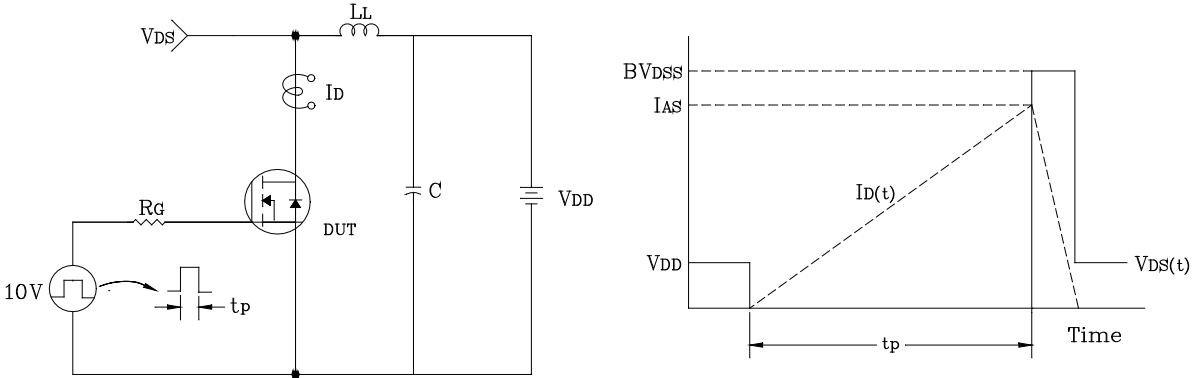 LL
VDS
ID
RG
DUT
C
VDD
10V
tp
BVDSS
IAS
ID(t)
VDD
VDS(t)
Time
tp